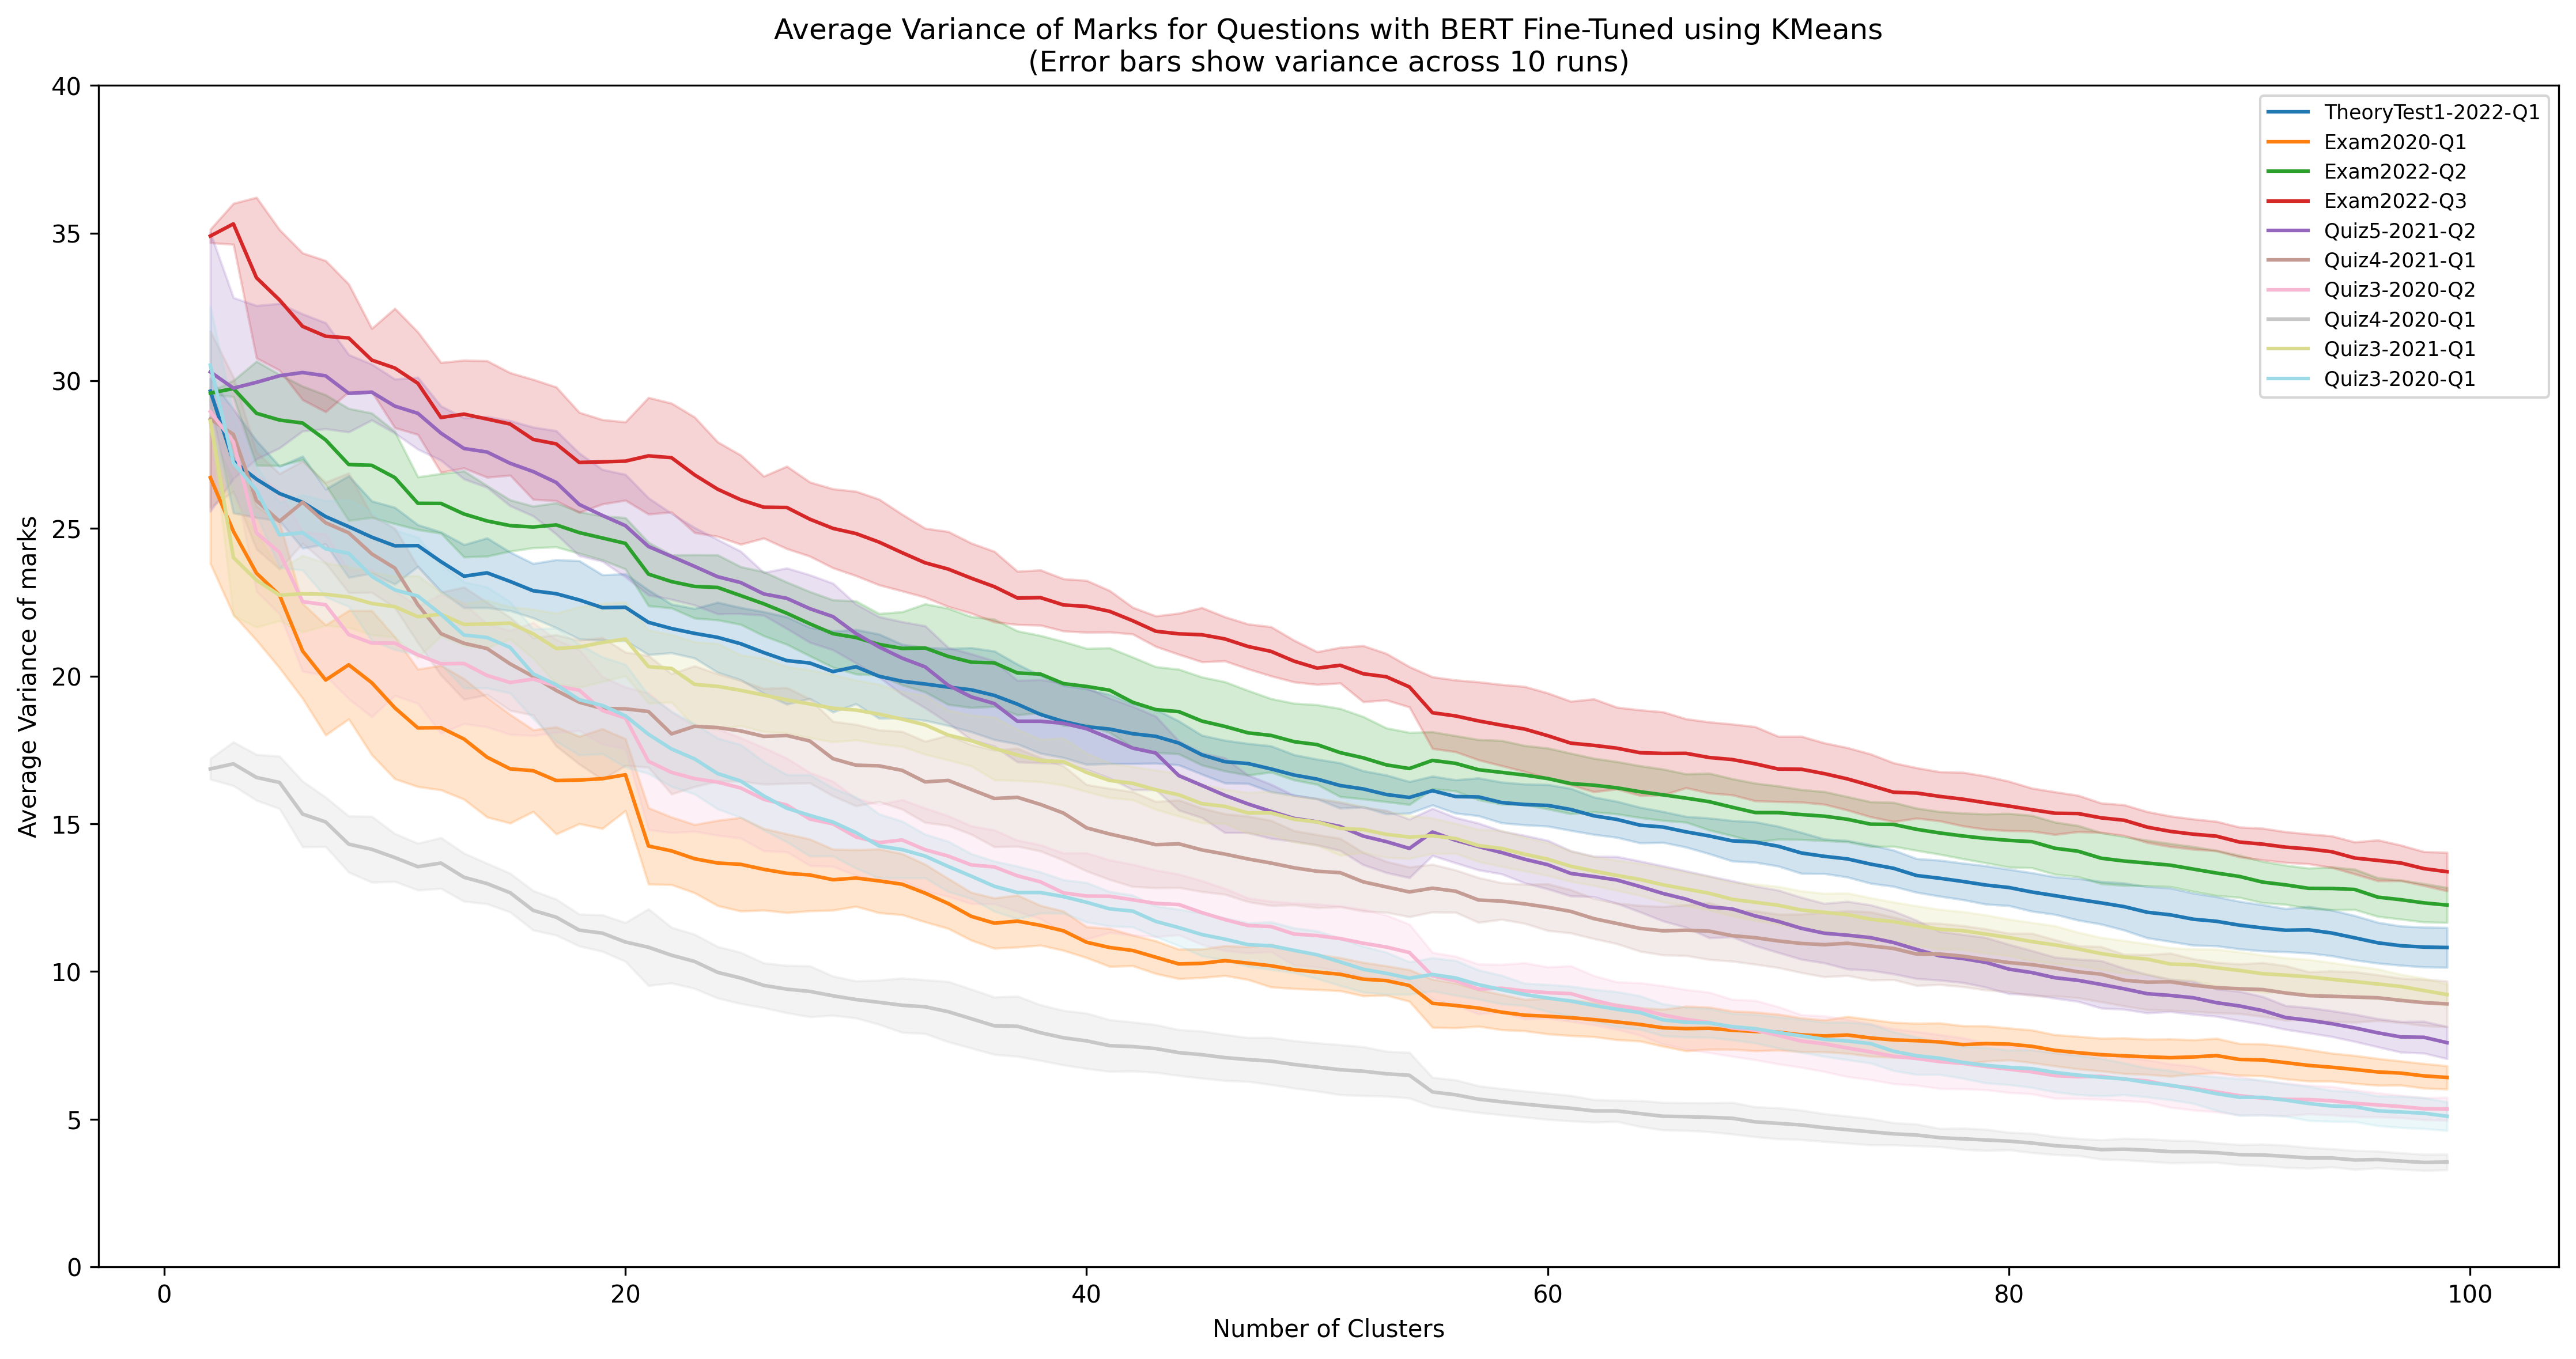 Average Variance of Marks for Questions with BERT Fine-Tuned using KMeans
(Error bars show variance across 10 runs)
40
35
30
25
20
15
10
5
0
Average Variance of marks
TheoryTest1-2022-Q1
Exam2020-Q1
Exam2022-Q2
Exam2022-Q3
Quiz5-2021-Q2
Quiz4-2021-Q1
Quiz3-2020-Q2
Quiz4-2020-Q1
Quiz3-2021-Q1
Quiz3-2020-Q1
0 20 40 60 80 100
Number of Clusters